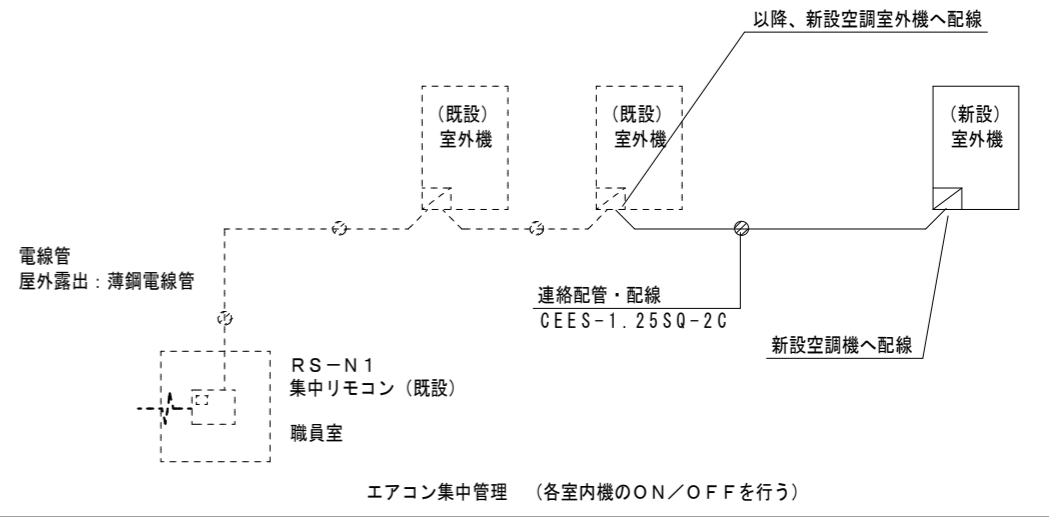 以降、新設空調室外機へ配線
（既設）
室外機
（既設）
室外機
（新設）
室外機
電線管
屋外露出：薄鋼電線管
連絡配管・配線
CEES-1.25SQ-2C
新設空調機へ配線
ＲＳ－Ｎ１
集中リモコン（既設）
職員室
エアコン集中管理　（各室内機のＯＮ／ＯＦＦを行う）